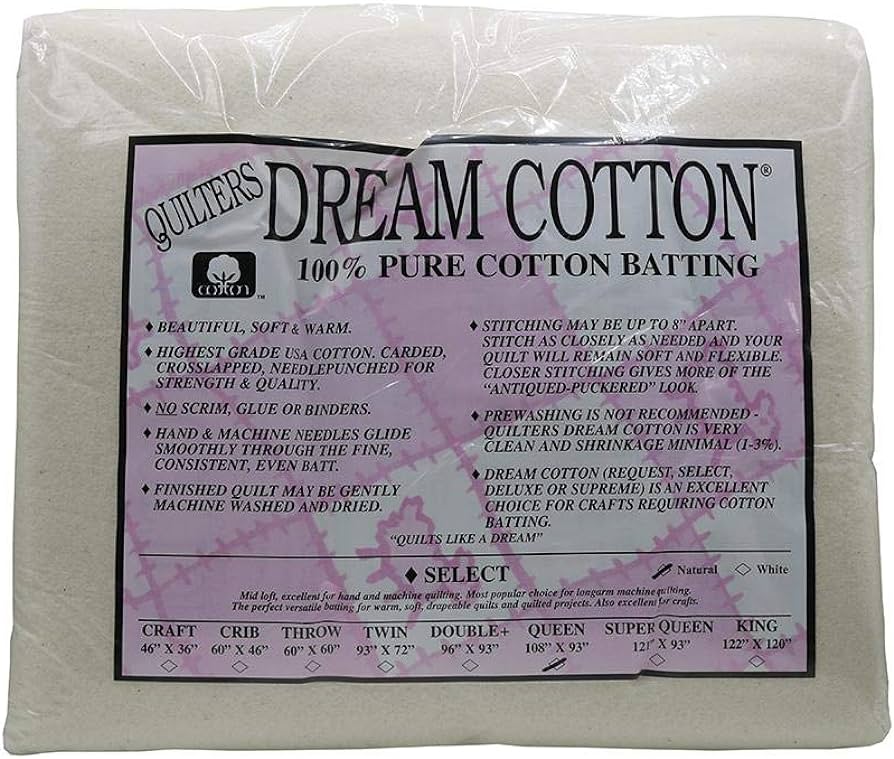 QUILTERS DREAM COTTON®
cotton ™
100% PURE COTTON BATTING
♦ BEAUTIFUL, SOFT & WARM.
♦ HIGHEST GRADE USA COTTON. CARDED,
CROSSLAPPED, NEEDLEPUNCHED FOR
STRENGTH & QUALITY.
♦ NO SCRIM, GLUE OR BINDERS.
♦ HAND & MACHINE NEEDLES GLIDE
SMOOTHLY THROUGH THE FINE,
CONSISTENT, EVEN BATT.
♦ FINISHED QUILT MAY BE GENTLY
MACHINE WASHED AND DRIED.
♦ STITCHING MAY BE UP TO 8” APART.
STITCH AS CLOSELY AS NEEDED AND YOUR
QUILT WILL REMAIN SOFT AND FLEXIBLE.
CLOSER STITCHING GIVES MORE OF THE
“ANTIQUED-PUCKERED” LOOK.
♦ PREWASHING IS NOT RECOMMENDED -
QUILTERS DREAM COTTON IS VERY
CLEAN AND SHRINKAGE MINIMAL (1-3%).
♦ DREAM COTTON (REQUEST, SELECT,
DELUXE OR SUPREME) IS AN EXCELLENT
CHOICE FOR CRAFTS REQUIRING COTTON
BATTING.
“QUILTS LIKE A DREAM”
♦ SELECT
Natural ◇ White
Mid loft, excellent for hand and machine quilting. Most popular choice for longarm machine quilting.
The perfect versatile batting for warm, soft, drapeable quilts and quilted projects. Also excellent for crafts.
CRAFT CRIB THROW TWIN DOUBLE+ QUEEN SUPER QUEEN KING
46” X 36” 60” X 46” 60” X 60” 93” X 72” 96” X 93” 108” X 93” 121” X 93” 122” X 120”